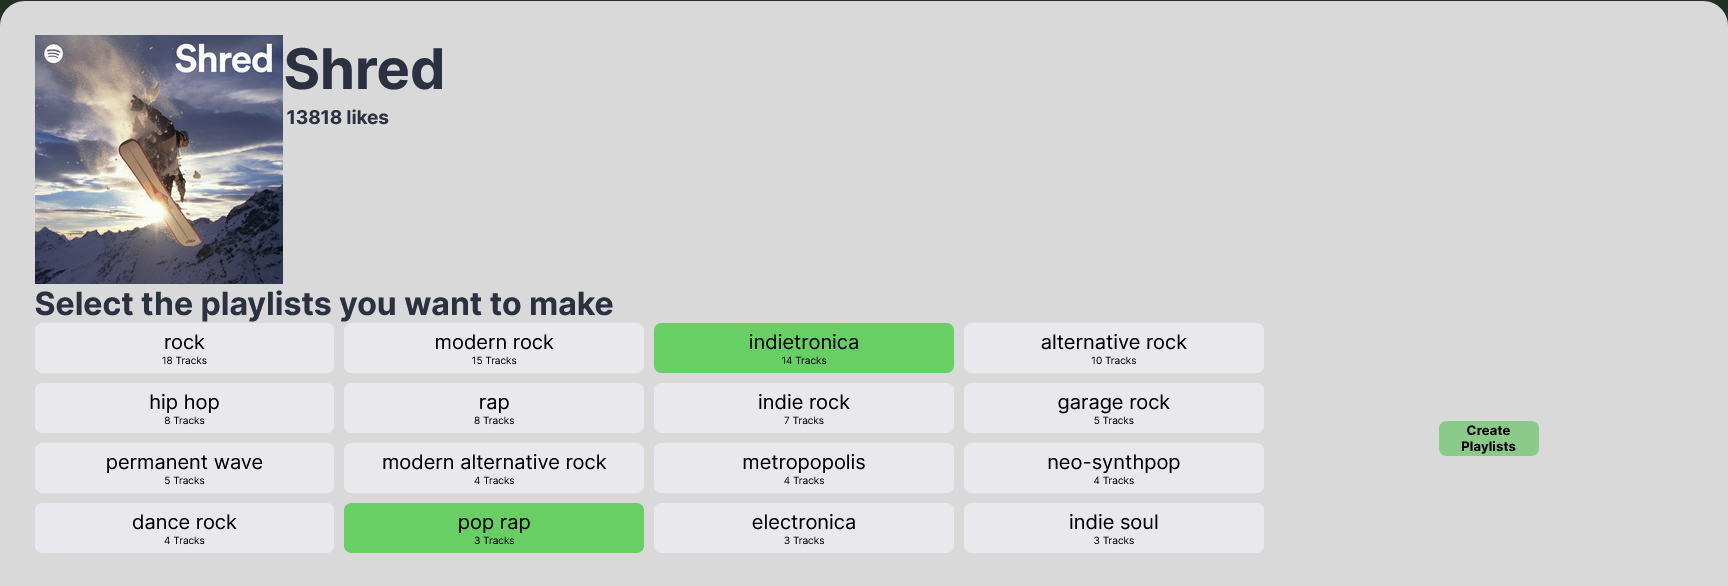 Shred
Shred
13818 likes
Select the playlists you want to make
rock
18 Tracks
modern rock
15 Tracks
indietronica
14 Tracks
alternative rock
10 Tracks
hip hop
8 Tracks
rap
8 Tracks
indie rock
7 Tracks
garage rock
5 Tracks
permanent wave
5 Tracks
modern alternative rock
4 Tracks
metropopolis
4 Tracks
neo-synthpop
4 Tracks
dance rock
4 Tracks
pop rap
3 Tracks
electronica
3 Tracks
indie soul
3 Tracks
Create
Playlists